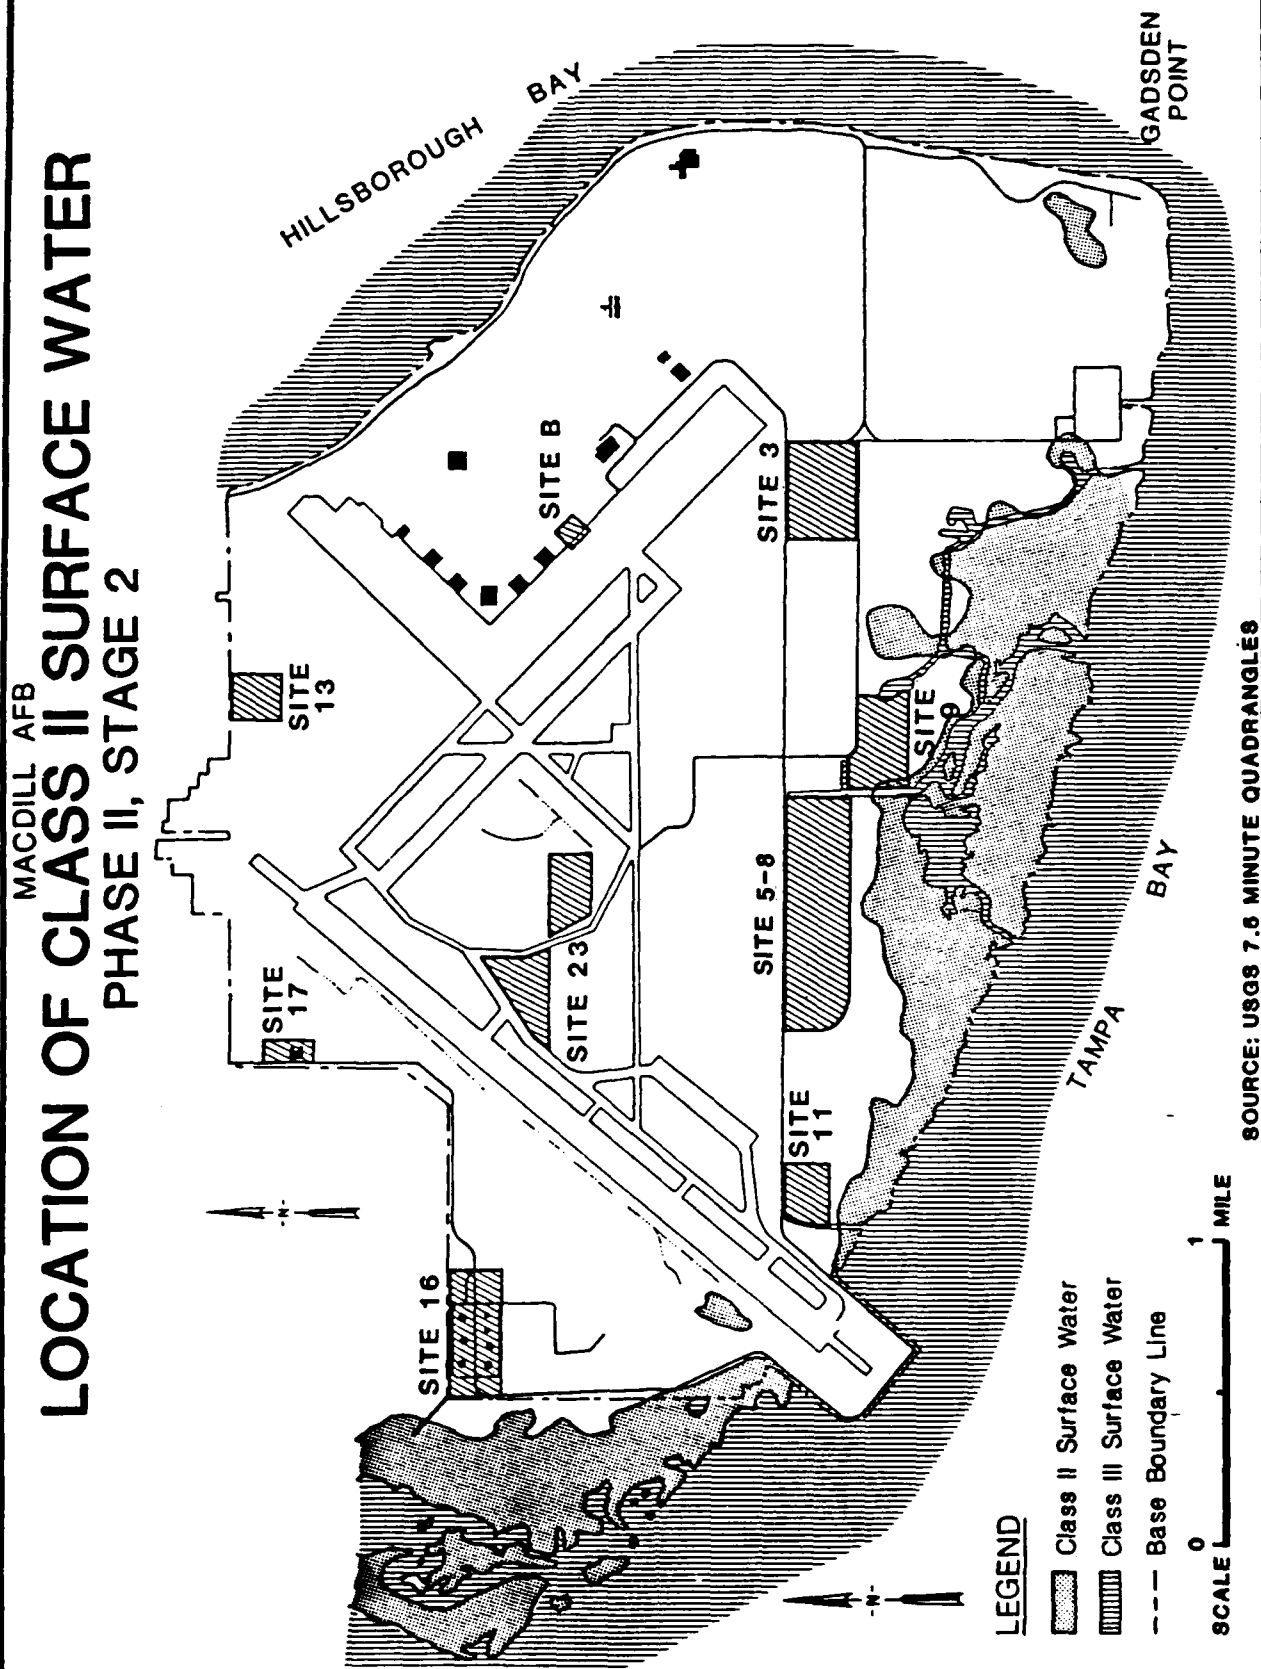 MACDILL AFB
LOCATION OF CLASS II SURFACE WATER
PHASE II, STAGE 2
HILLSBOROUGH BAY
GADSDEN
POINT
SITE 16
SITE
17
SITE
13
SITE B
SITE 23
SITE 3
SITE 5-8
SITE
9
SITE
11
TAMPA BAY
-N-
-N-
LEGEND
Class II Surface Water
Class III Surface Water
Base Boundary Line
0 1
SCALE MILE
SOURCE: USGS 7.5 MINUTE QUADRANGLES